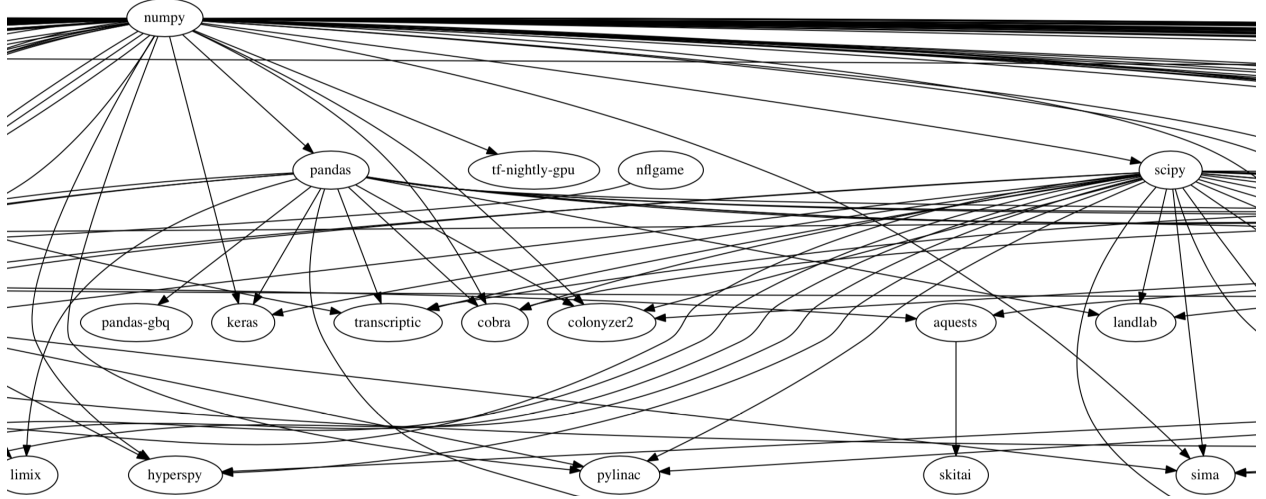 numpy
pandas
tf-nightly-gpu
nflgame
scipy
pandas-gbq
keras
transcriptic
cobra
colonyzer2
aquests
landlab
limix
hyperspy
pylinac
skitai
sima